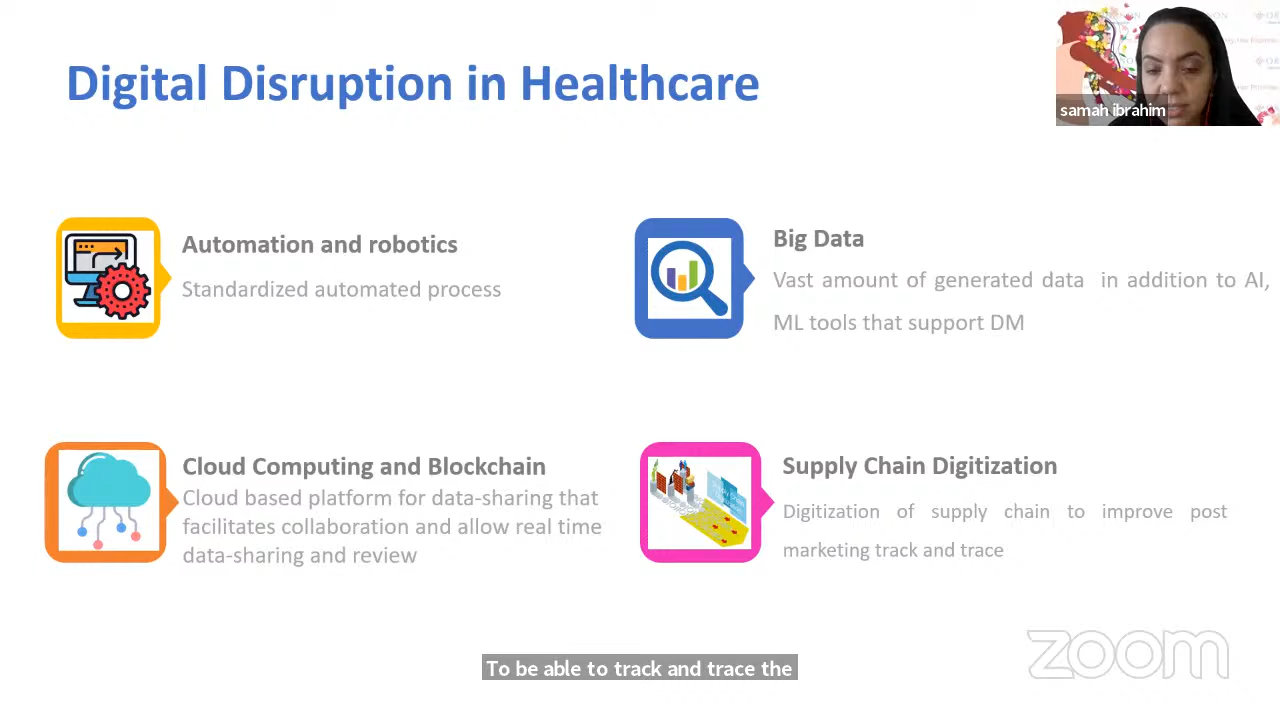 Digital Disruption in Healthcare
samah ibrahim
Automation and robotics
Standardized automated process
Big Data
Vast amount of generated data in addition to AI,
ML tools that support DM
Cloud Computing and Blockchain
Cloud based platform for data-sharing that
facilitates collaboration and allow real time
data-sharing and review
Supply Chain Digitization
Digitization of supply chain to improve post
marketing track and trace
To be able to track and trace the
zoom